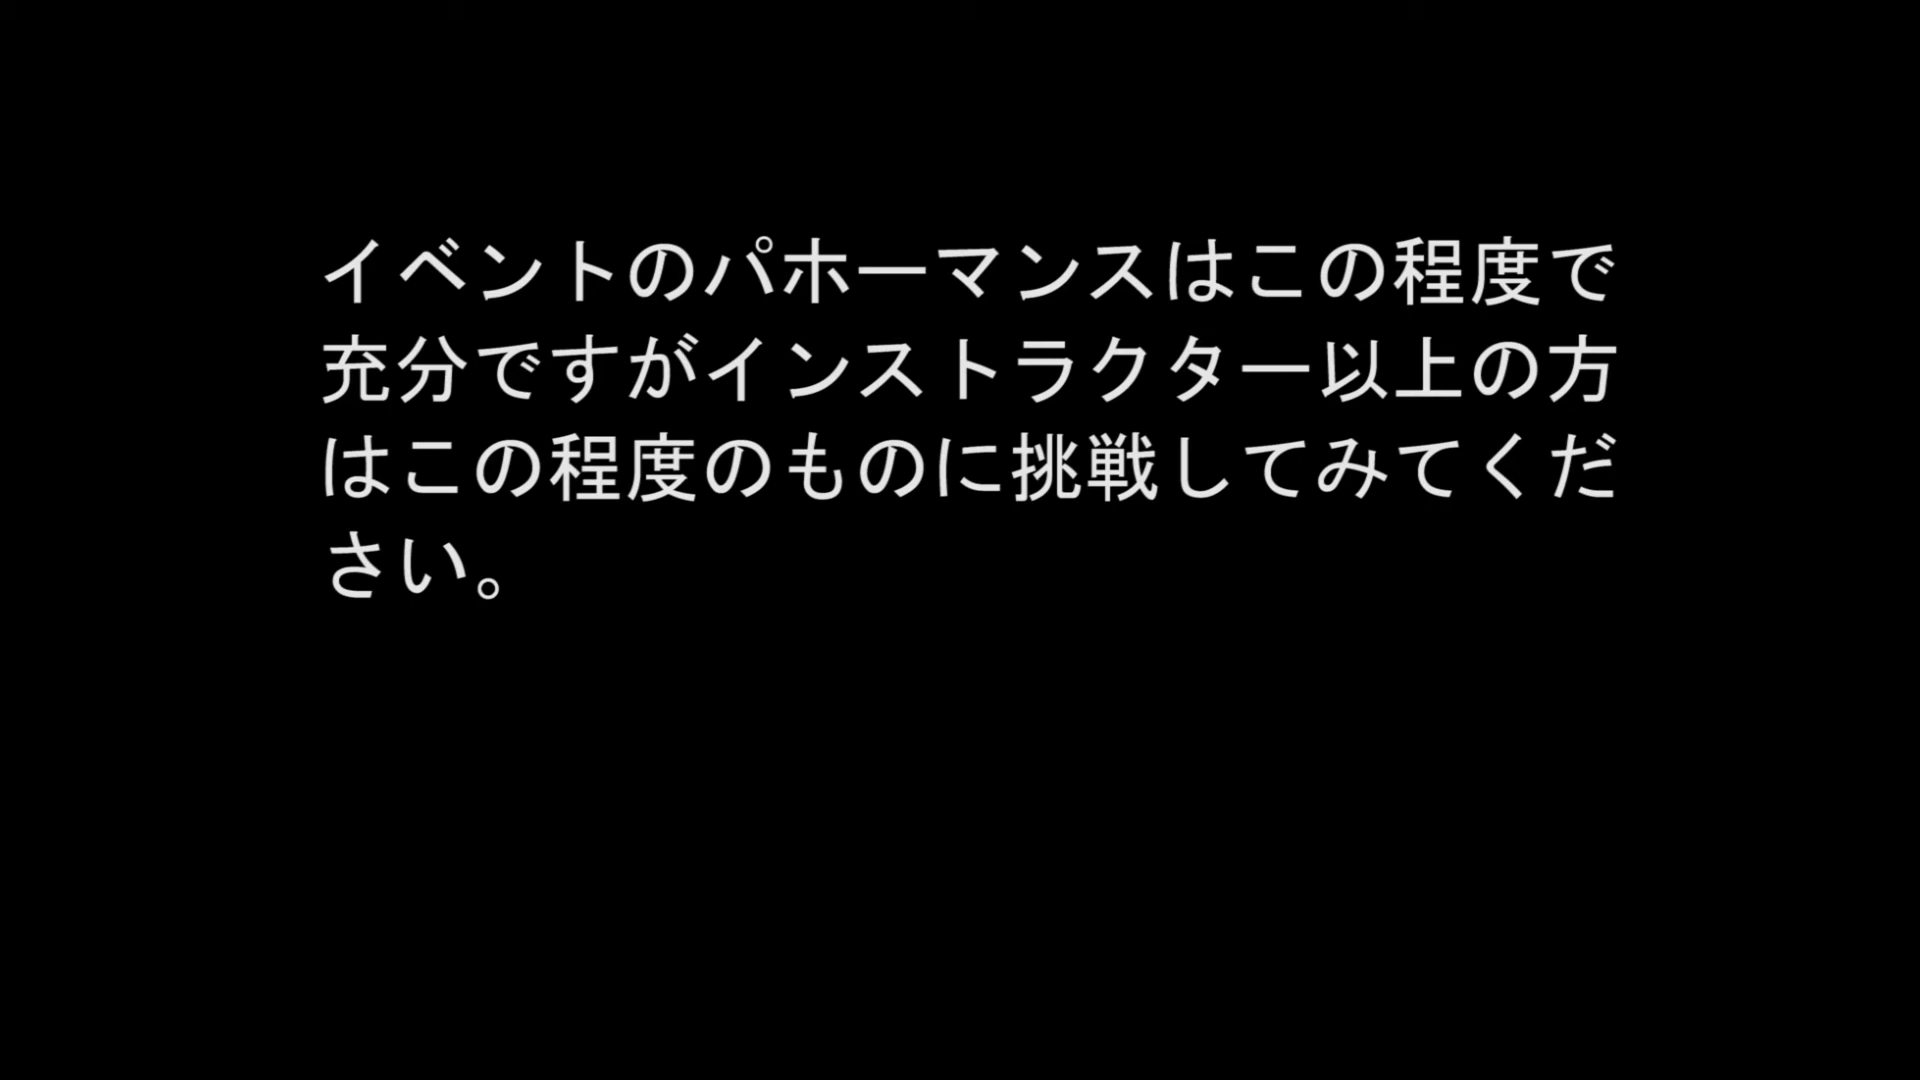 イベントのパホーマンスはこの程度で
充分ですがインストラクター以上の方
はこの程度のものに挑戦してみてくだ
さい。